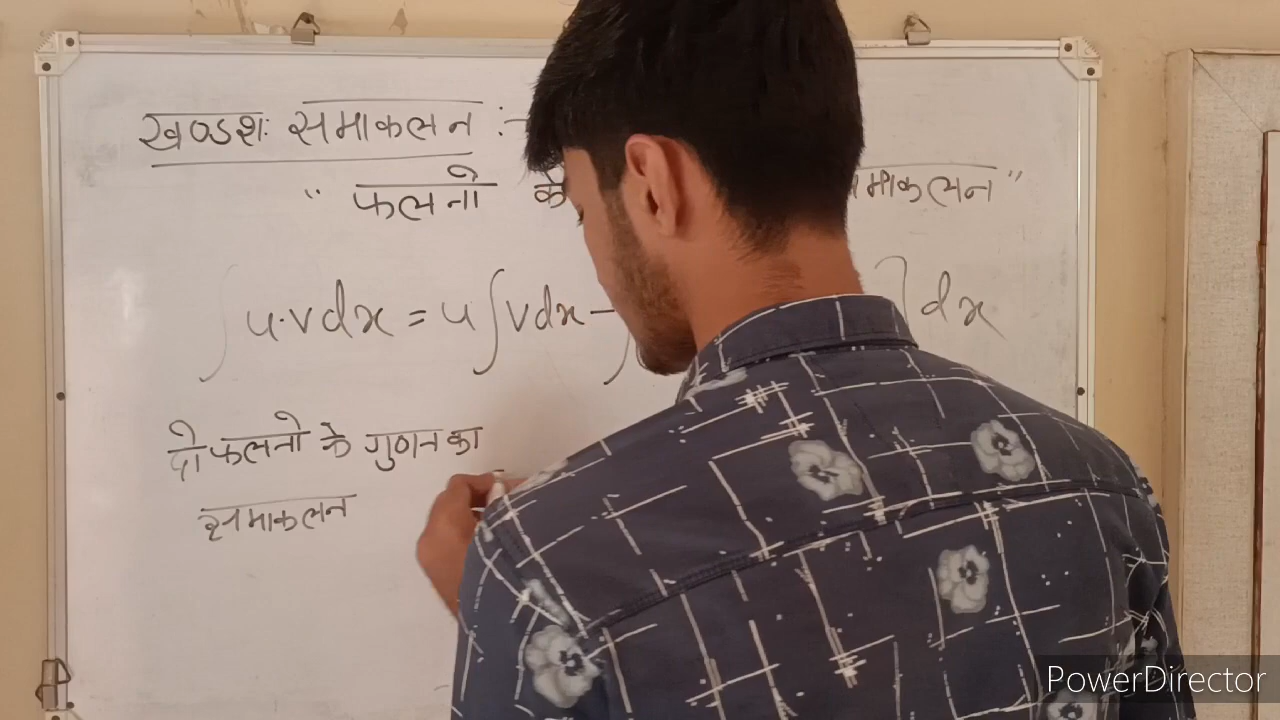 खण्डशः समाकलन :-
" फलनो के समाकलन "
∫ u.v dx = u ∫ v dx - ∫ ] dx
दो फलनो के गुणन का
समाकलन
PowerDirector